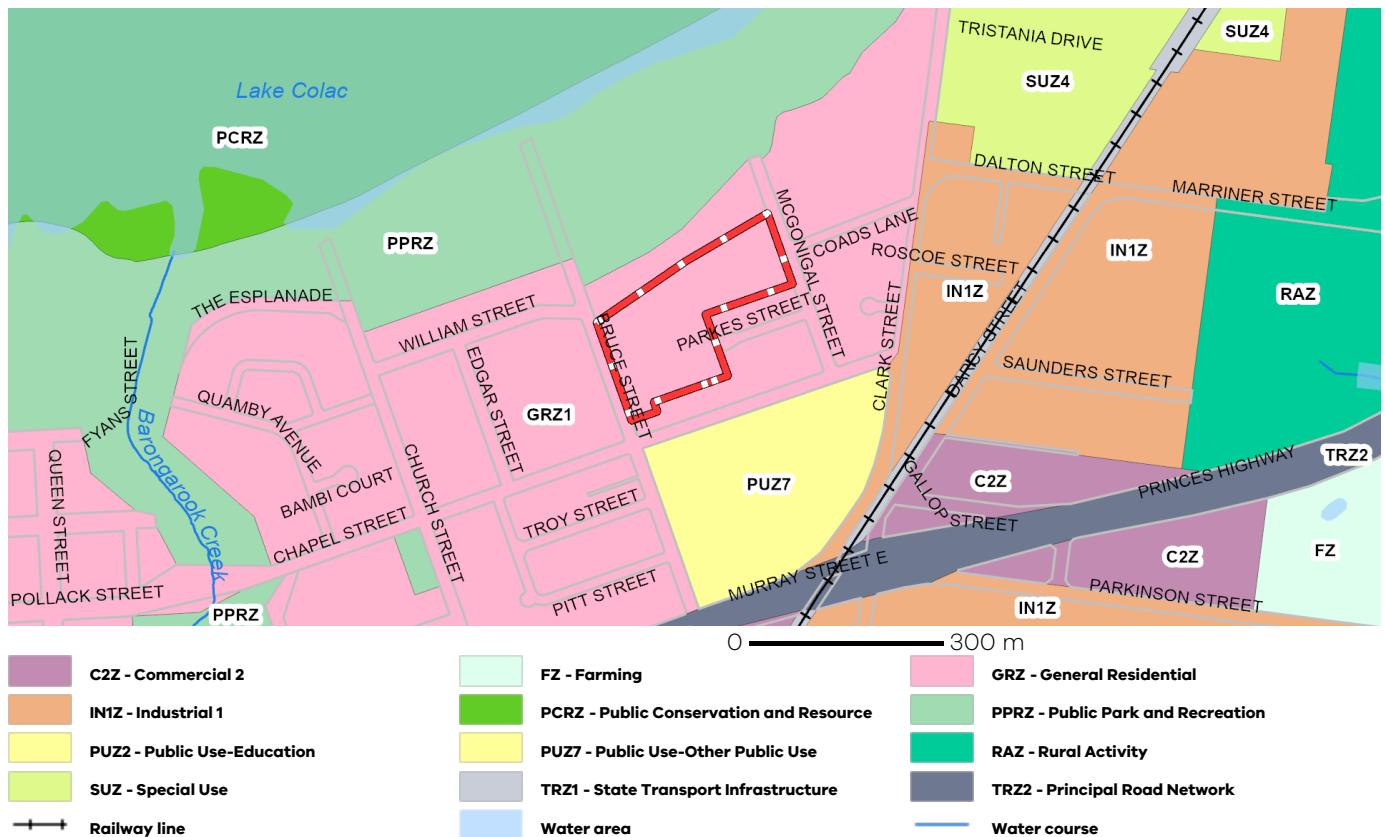 TRISTANIA DRIVE
SUZ4
SUZ4
Lake Colac
PCRZ
DALTON STREET
MARRINER STREET
MCGONIGAL STREET
COADS LANE
PPRZ
ROSCOE STREET
IN1Z
IN1Z
RAZ
THE ESPLANADE
WILLIAM STREET
BRUCE STREET
PARKES STREET
DARCY STREET
CLARK STREET
SAUNDERS STREET
FYANS STREET
EDGAR STREET
QUAMBY AVENUE
GRZ1
Barongarook Creek
QUEEN STREET
CHURCH STREET
BAMBI COURT
PUZ7
GALLOP STREET
C2Z
PRINCES HIGHWAY
TRZ2
TROY STREET
CHAPEL STREET
C2Z
FZ
MURRAY STREET E
POLLACK STREET
PITT STREET
PARKINSON STREET
PPRZ
IN1Z
0 300 m
C2Z - Commercial 2
FZ - Farming
GRZ - General Residential
IN1Z - Industrial 1
PCRZ - Public Conservation and Resource
PPRZ - Public Park and Recreation
PUZ2 - Public Use-Education
PUZ7 - Public Use-Other Public Use
RAZ - Rural Activity
SUZ - Special Use
TRZ1 - State Transport Infrastructure
TRZ2 - Principal Road Network
Railway line
Water area
Water course